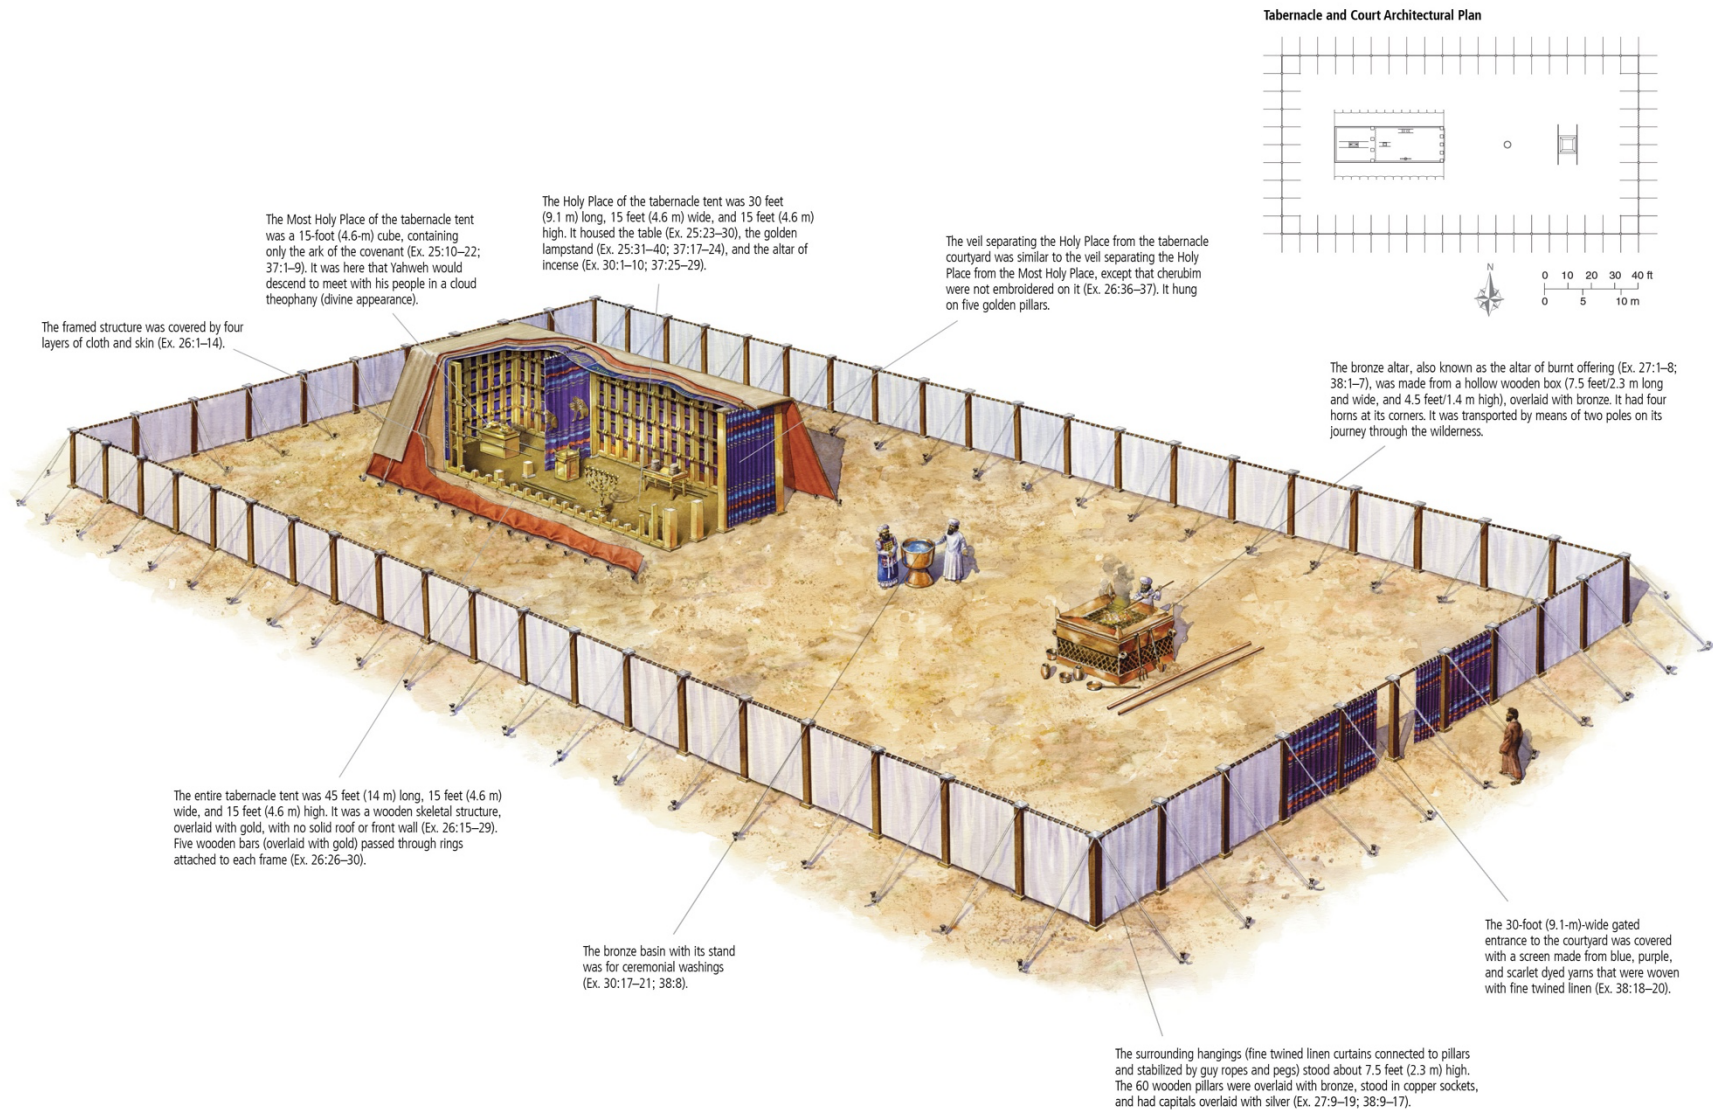 Tabernacle and Court Architectural Plan
N
0 10 20 30 40 ft
0 5 10 m
The Most Holy Place of the tabernacle tent
was a 15-foot (4.6-m) cube, containing
only the ark of the covenant (Ex. 25:10–22;
37:1–9). It was here that Yahweh would
descend to meet with his people in a cloud
theophany (divine appearance).
The Holy Place of the tabernacle tent was 30 feet
(9.1 m) long, 15 feet (4.6 m) wide, and 15 feet (4.6 m)
high. It housed the table (Ex. 25:23–30), the golden
lampstand (Ex. 25:31–40; 37:17–24), and the altar of
incense (Ex. 30:1–10; 37:25–29).
The veil separating the Holy Place from the tabernacle
courtyard was similar to the veil separating the Holy
Place from the Most Holy Place, except that cherubim
were not embroidered on it (Ex. 26:36–37). It hung
on five golden pillars.
The framed structure was covered by four
layers of cloth and skin (Ex. 26:1–14).
The bronze altar, also known as the altar of burnt offering (Ex. 27:1–8;
38:1–7), was made from a hollow wooden box (7.5 feet/2.3 m long
and wide, and 4.5 feet/1.4 m high), overlaid with bronze. It had four
horns at its corners. It was transported by means of two poles on its
journey through the wilderness.
The entire tabernacle tent was 45 feet (14 m) long, 15 feet (4.6 m)
wide, and 15 feet (4.6 m) high. It was a wooden skeletal structure,
overlaid with gold, with no solid roof or front wall (Ex. 26:15–29).
Five wooden bars (overlaid with gold) passed through rings
attached to each frame (Ex. 26:26–30).
The bronze basin with its stand
was for ceremonial washings
(Ex. 30:17–21; 38:8).
The 30-foot (9.1-m)-wide gated
entrance to the courtyard was covered
with a screen made from blue, purple,
and scarlet dyed yarns that were woven
with fine twined linen (Ex. 38:18–20).
The surrounding hangings (fine twined linen curtains connected to pillars
and stabilized by guy ropes and pegs) stood about 7.5 feet (2.3 m) high.
The 60 wooden pillars were overlaid with bronze, stood in copper sockets,
and had capitals overlaid with silver (Ex. 27:9–19; 38:9–17).